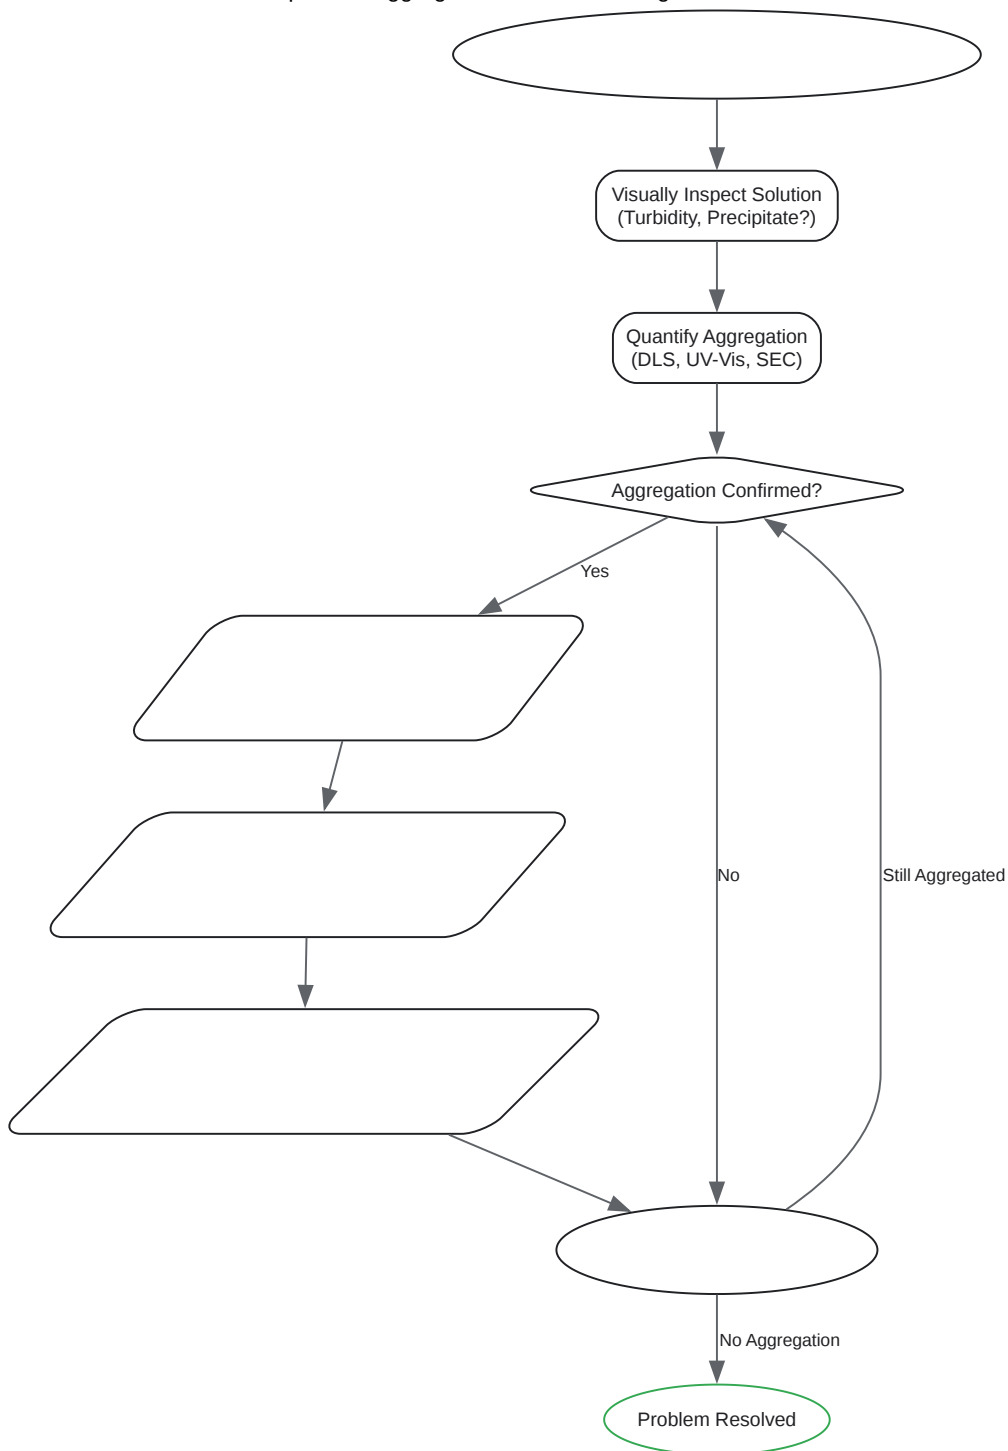 Visually Inspect Solution
(Turbidity, Precipitate?)
Quantify Aggregation
(DLS, UV-Vis, SEC)
Aggregation Confirmed?
Yes
No
Still Aggregated
No Aggregation
Problem Resolved